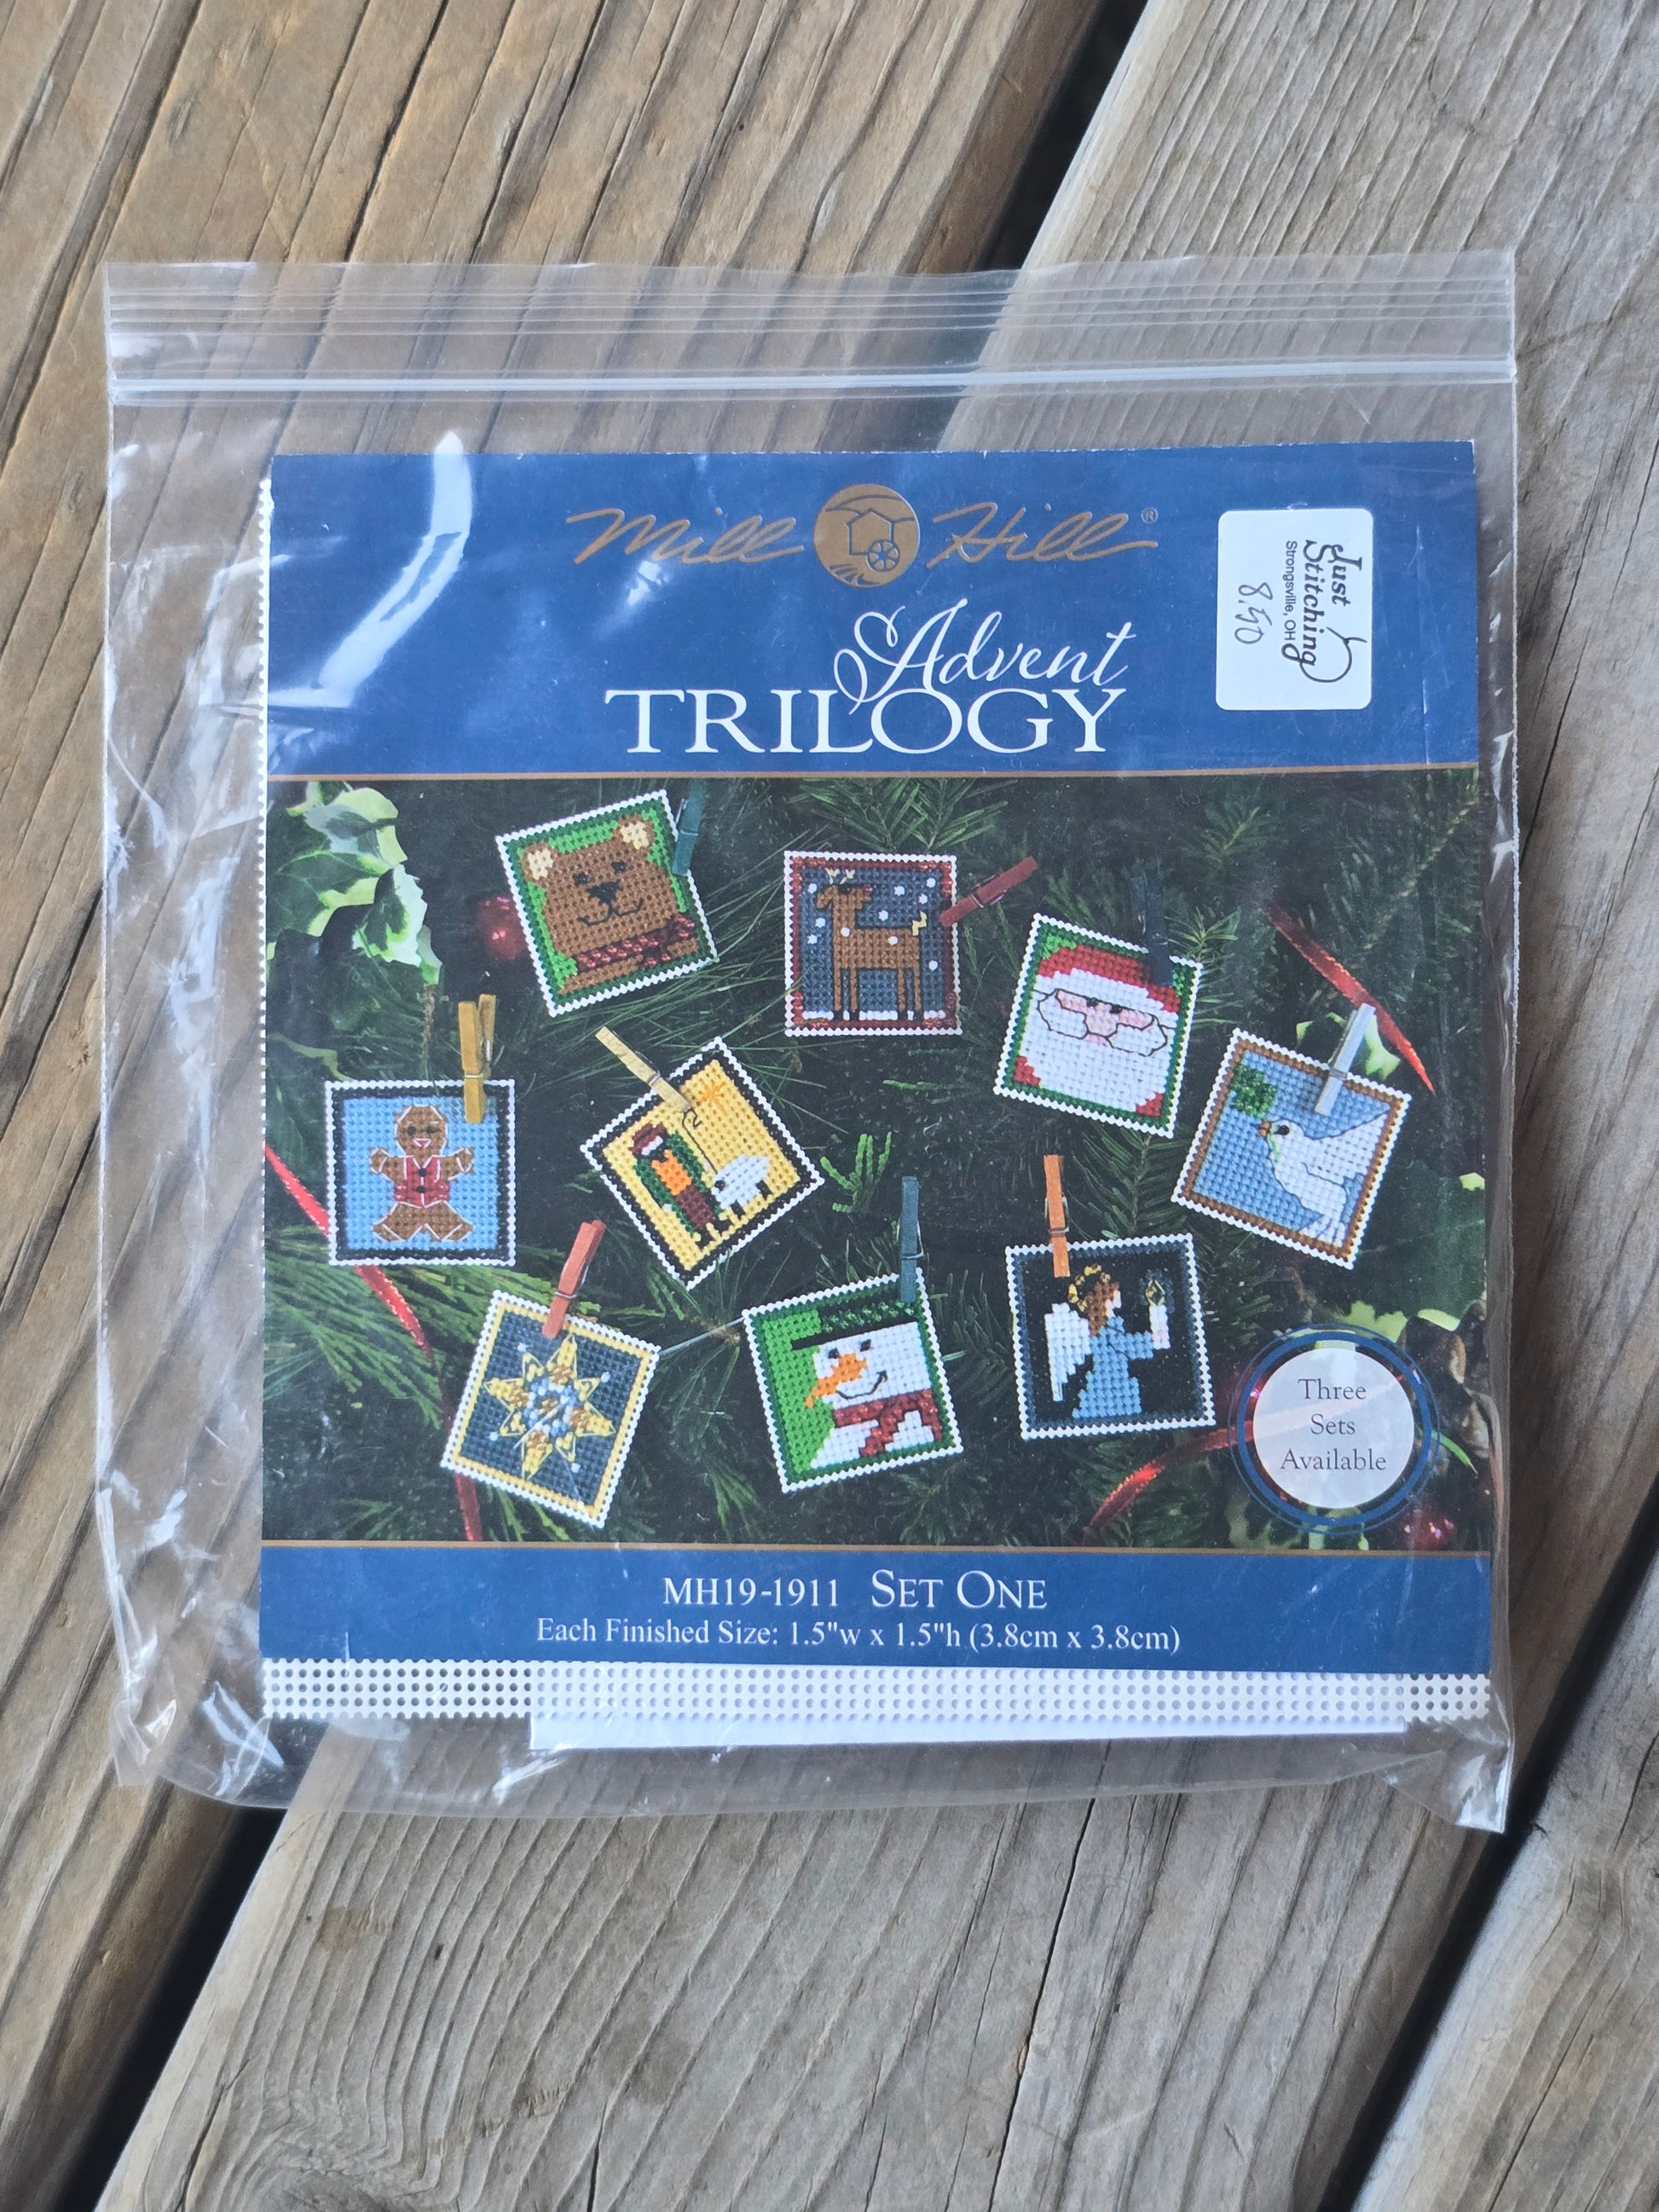 Mill Hill®
Advent
TRILOGY
Just
Stitching
Strongsville, OH
8.50
Three
Sets
Available
MH19-1911 SET ONE
Each Finished Size: 1.5"w x 1.5"h (3.8cm x 3.8cm)